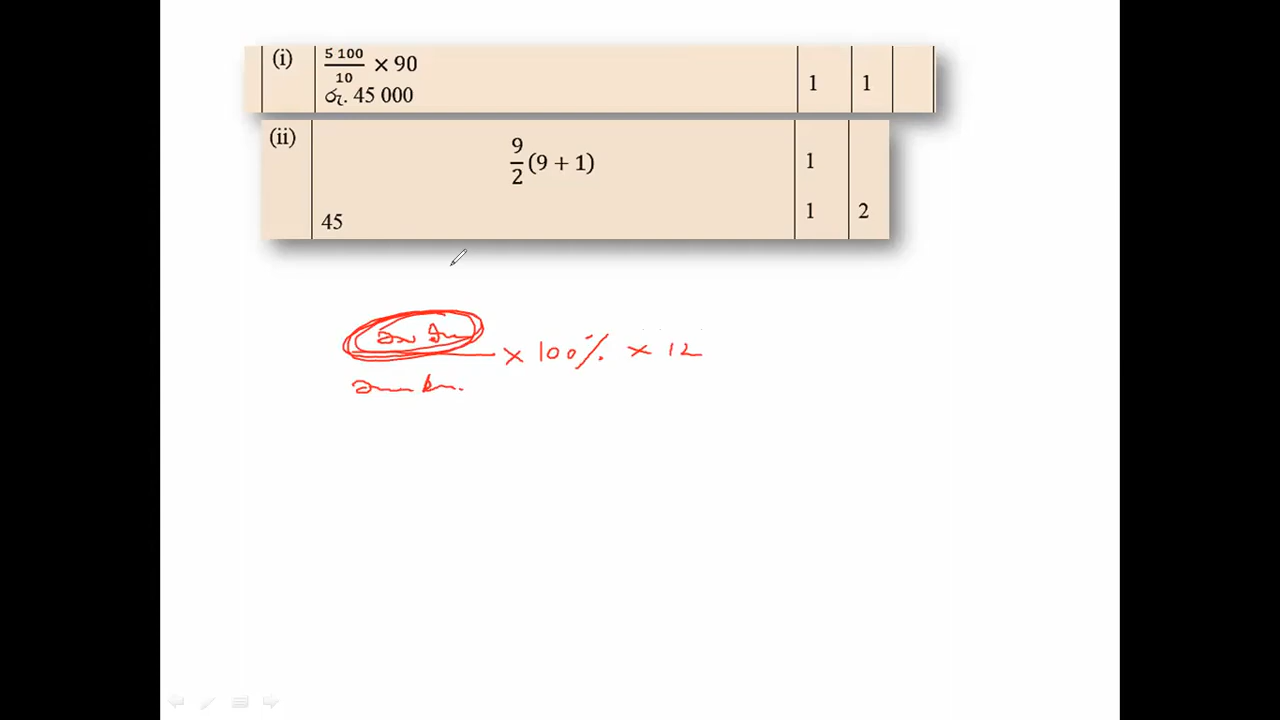 (i) 5 100/10 × 90 1 1
රු. 45 000
(ii) 9/2 (9 + 1) 1
45 1 2
× 100% × 12